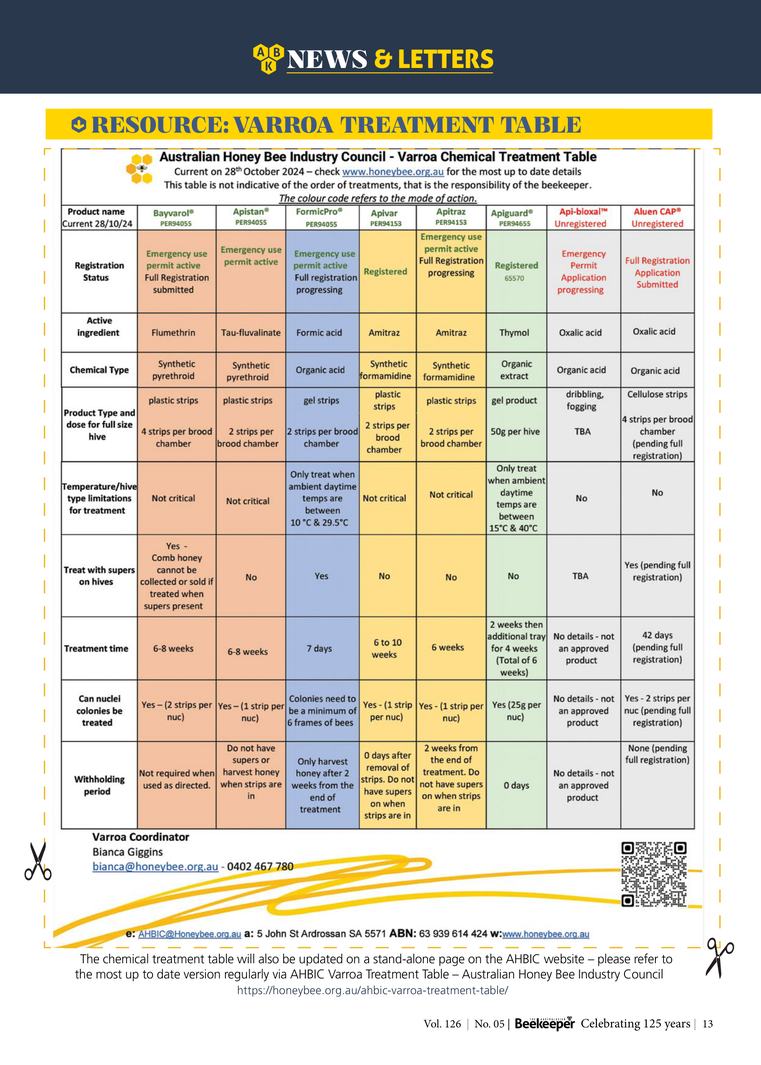 ABK NEWS & LETTERS
RESOURCE: VARROA TREATMENT TABLE
Australian Honey Bee Industry Council - Varroa Chemical Treatment Table
Current on 28th October 2024 – check www.honeybee.org.au for the most up to date details
This table is not indicative of the order of treatments, that is the responsibility of the beekeeper.
The colour code refers to the mode of action.
Product name
Current 28/10/24
Bayvarol®
PER94055
Apistan®
PER94055
FormicPro®
PER94055
Apivar
PER94153
Apitraz
PER94153
Apiguard®
PER94655
Api-bioxal™
Unregistered
Aluen CAP®
Unregistered
Registration
Status
Emergency use
permit active
Full Registration
submitted
Emergency use
permit active
Emergency use
permit active
Full registration
progressing
Registered
Emergency use
permit active
Full Registration
progressing
Registered
65570
Emergency
Permit
Application
progressing
Full Registration
Application
Submitted
Active
ingredient
Flumethrin
Tau-fluvalinate
Formic acid
Amitraz
Amitraz
Thymol
Oxalic acid
Oxalic acid
Chemical Type
Synthetic
pyrethroid
Synthetic
pyrethroid
Organic acid
Synthetic
formamidine
Synthetic
formamidine
Organic
extract
Organic acid
Organic acid
Product Type and
dose for full size
hive
plastic strips
4 strips per brood
chamber
plastic strips
2 strips per
brood chamber
gel strips
2 strips per brood
chamber
plastic
strips
2 strips per
brood
chamber
plastic strips
2 strips per
brood chamber
gel product
50g per hive
dribbling,
fogging
TBA
Cellulose strips
4 strips per brood
chamber
(pending full
registration)
Temperature/hive
type limitations
for treatment
Not critical
Not critical
Only treat when
ambient daytime
temps are
between
10 °C & 29.5°C
Not critical
Not critical
Only treat
when ambient
daytime
temps are
between
15°C & 40°C
No
No
Treat with supers
on hives
Yes -
Comb honey
cannot be
collected or sold if
treated when
supers present
No
Yes
No
No
No
TBA
Yes (pending full
registration)
Treatment time
6-8 weeks
6-8 weeks
7 days
6 to 10
weeks
6 weeks
2 weeks then
additional tray
for 4 weeks
(Total of 6
weeks)
No details - not
an approved
product
42 days
(pending full
registration)
Can nuclei
colonies be
treated
Yes – (2 strips per
nuc)
Yes – (1 strip per
nuc)
Colonies need to
be a minimum of
6 frames of bees
Yes - (1 strip
per nuc)
Yes - (1 strip per
nuc)
Yes (25g per
nuc)
No details - not
an approved
product
Yes - 2 strips per
nuc (pending full
registration)
Withholding
period
Not required when
used as directed.
Do not have
supers or
harvest honey
when strips are
in
Only harvest
honey after 2
weeks from the
end of
treatment
0 days after
removal of
strips. Do not
have supers
on when
strips are in
2 weeks from
the end of
treatment. Do
not have supers
on when strips
are in
0 days
No details - not
an approved
product
None (pending
full registration)
Varroa Coordinator
Bianca Giggins
bianca@honeybee.org.au - 0402 467 780
e: AHBIC@Honeybee.org.au a: 5 John St Ardrossan SA 5571 ABN: 63 939 614 424 w:www.honeybee.org.au
The chemical treatment table will also be updated on a stand-alone page on the AHBIC website – please refer to
the most up to date version regularly via AHBIC Varroa Treatment Table – Australian Honey Bee Industry Council
https://honeybee.org.au/ahbic-varroa-treatment-table/
Vol. 126 | No. 05 | Beekeeper Celebrating 125 years | 13